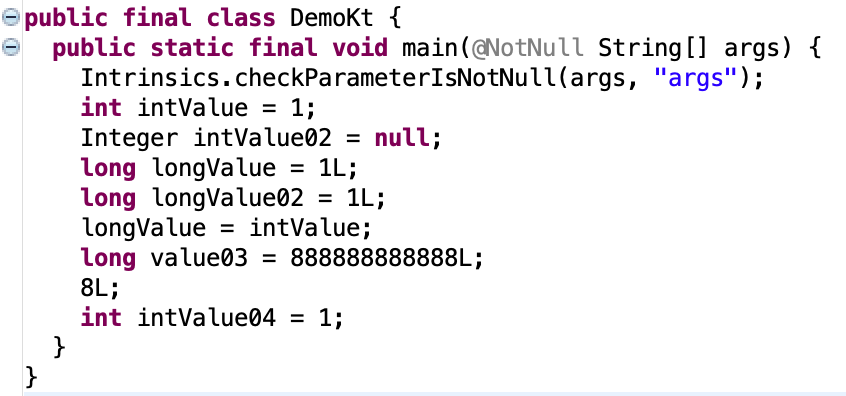 public final class DemoKt {
public static final void main(@NotNull String[] args) {
Intrinsics.checkParameterIsNotNull(args, "args");
int intValue = 1;
Integer intValue02 = null;
long longValue = 1L;
long longValue02 = 1L;
longValue = intValue;
long value03 = 888888888888L;
8L;
int intValue04 = 1;
}
}